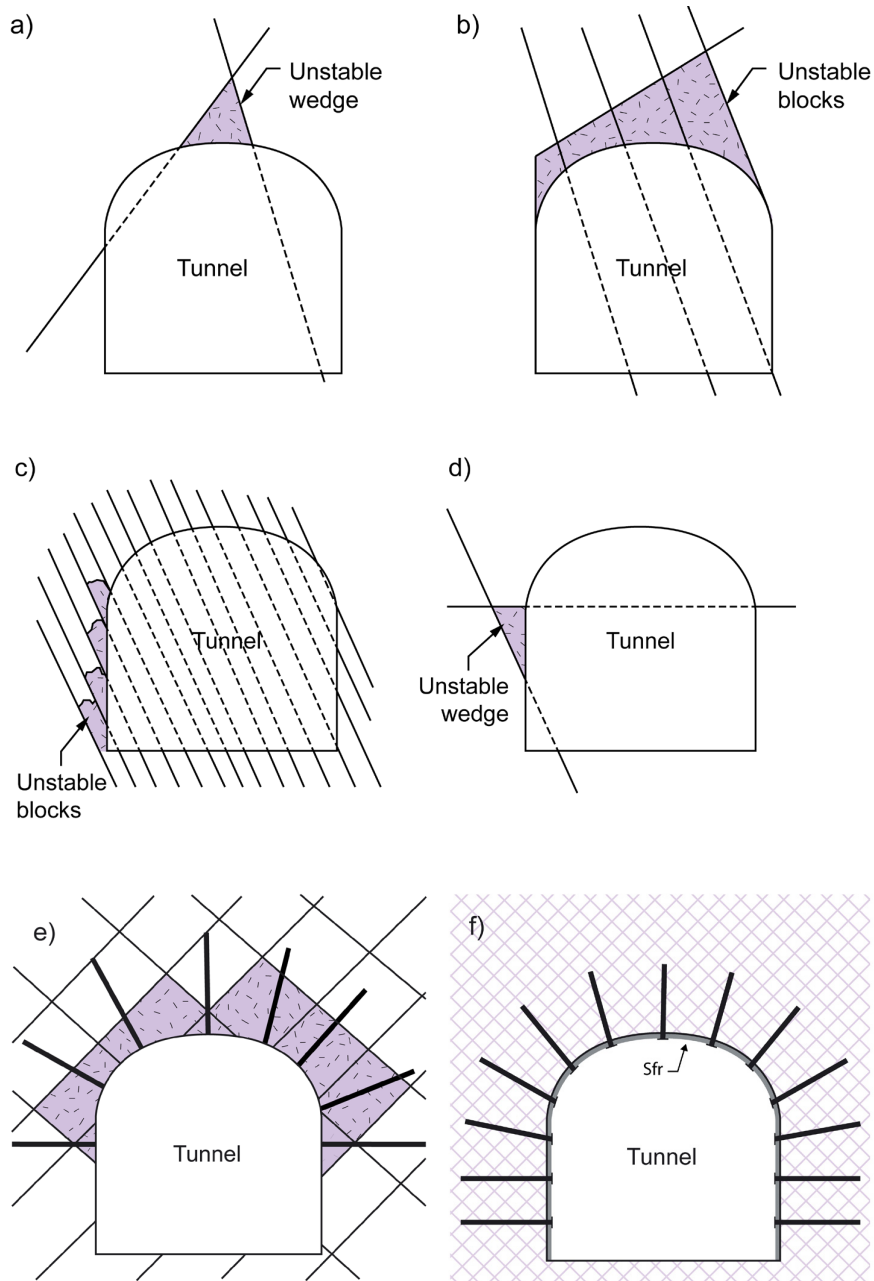 a)
Unstable
wedge
Tunnel
b)
Unstable
blocks
Tunnel
c)
Tunnel
Unstable
blocks
d)
Tunnel
Unstable
wedge
e)
Tunnel
f)
Sfr
Tunnel